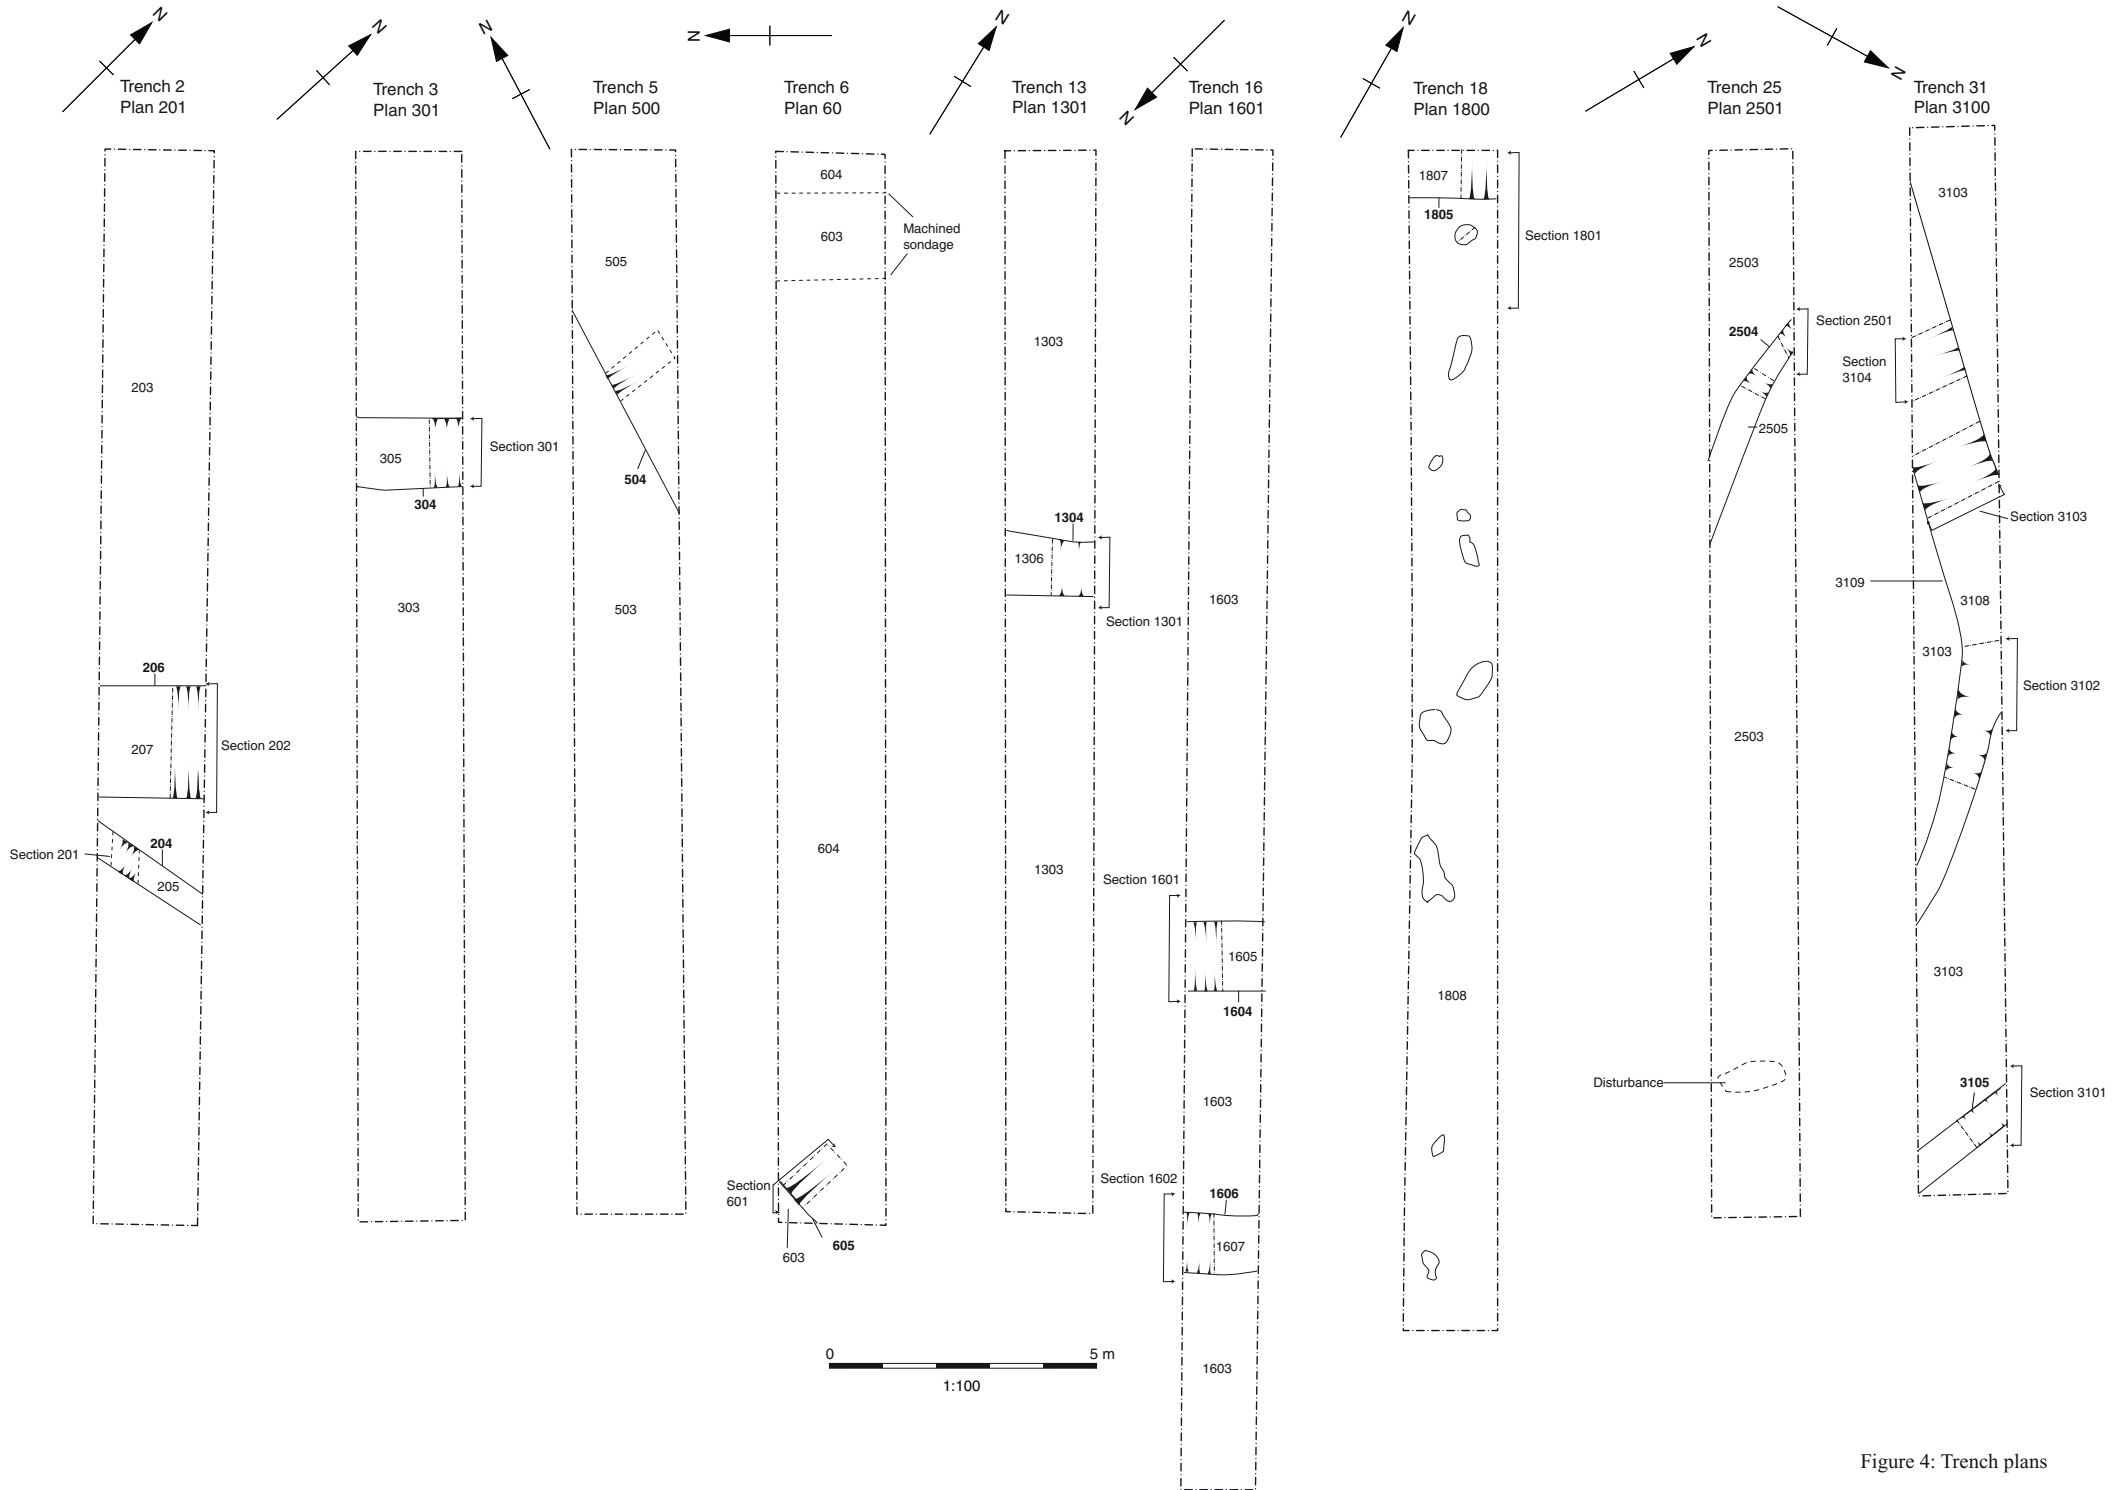 N
N
N
N
N
N
N
N
N
Trench 2
Plan 201
Trench 3
Plan 301
Trench 5
Plan 500
Trench 6
Plan 60
Trench 13
Plan 1301
Trench 16
Plan 1601
Trench 18
Plan 1800
Trench 25
Plan 2501
Trench 31
Plan 3100
203
206
207
Section 202
204
Section 201
205
305
Section 301
304
303
505
504
503
604
603
Machined
sondage
604
Section
601
603
605
1303
1304
1306
Section 1301
1303
1603
Section 1601
1605
1604
1603
Section 1602
1606
1607
1603
1807
1805
Section 1801
1808
2503
2504
Section 2501
2505
2503
Disturbance
3103
Section
3104
Section 3103
3109
3108
3103
Section 3102
3103
3105
Section 3101
0
5 m
1:100
Figure 4: Trench plans